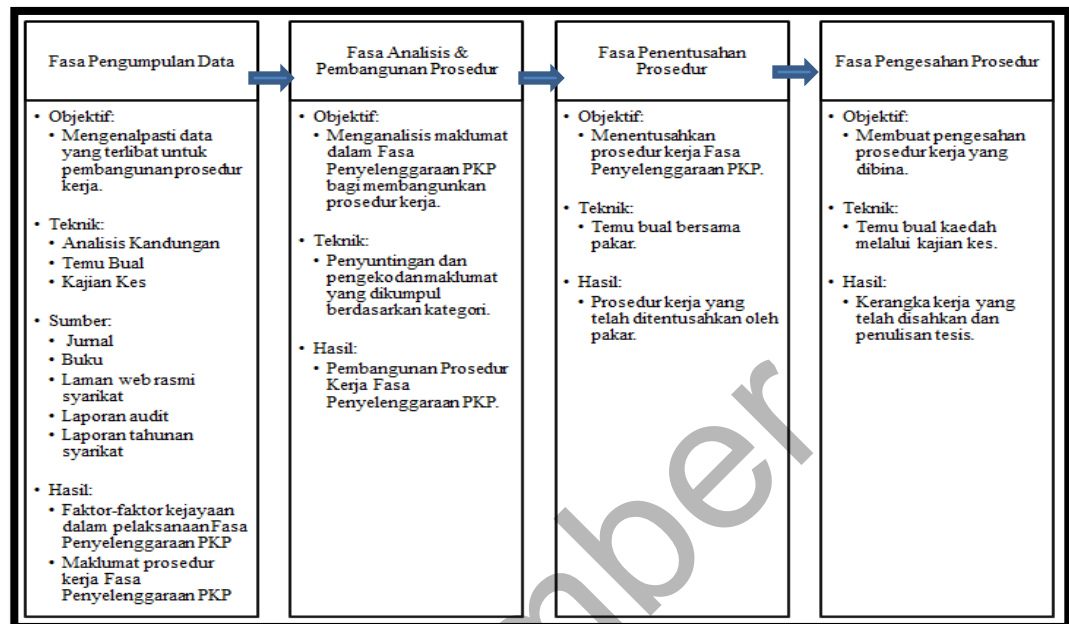 Fasa Pengumpulan Data
• Objektif:
• Mengenalpasti data
yang terlibat untuk
pembangunan prosedur
kerja.
• Teknik:
• Analisis Kandungan
• Temu Bual
• Kajian Kes
• Sumber:
• Jurnal
• Buku
• Laman web rasmi
syarikat
• Laporan audit
• Laporan tahunan
syarikat
• Hasil:
• Faktor-faktor kejayaan
dalam pelaksanaan Fasa
Penyelenggaraan PKP
• Maklumat prosedur
kerja Fasa
Penyelenggaraan PKP
Fasa Analisis &
Pembangunan Prosedur
• Objektif:
• Menganalisis maklumat
dalam Fasa
Penyelenggaraan PKP
bagi membangunkan
prosedur kerja.
• Teknik:
• Penyuntingan dan
pengekodan maklumat
yang dikumpul
berdasarkan kategori.
• Hasil:
• Pembangunan Prosedur
Kerja Fasa
Penyelenggaraan PKP.
Fasa Penentusahan
Prosedur
• Objektif:
• Menentusahkan
prosedur kerja Fasa
Penyelenggaraan PKP.
• Teknik:
• Temu bual bersama
pakar.
• Hasil:
• Prosedur kerja yang
telah ditentusahkan oleh
pakar.
Fasa Pengesahan Prosedur
• Objektif:
• Membuat pengesahan
prosedur kerja yang
dibina.
• Teknik:
• Temu bual kaedah
melalui kajian kes.
• Hasil:
• Kerangka kerja yang
telah disahkan dan
penulisan tesis.
mber